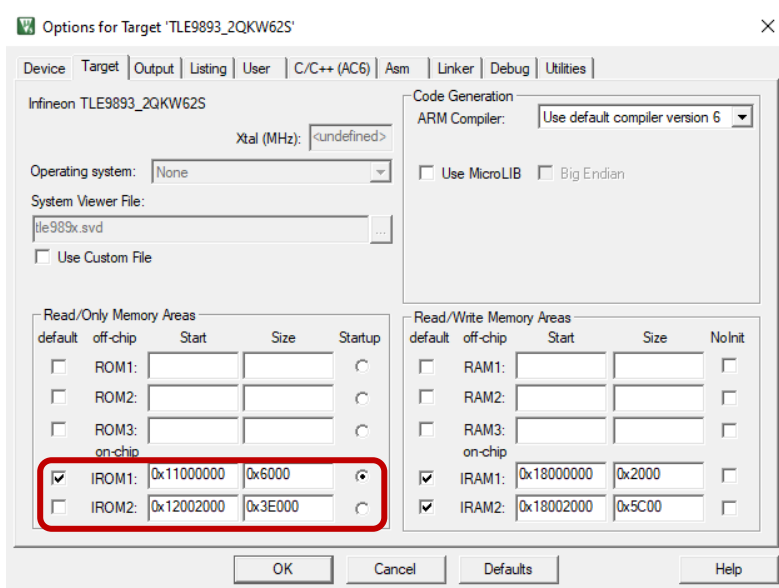 Options for Target 'TLE9893_2QKW62S'
Device Target Output Listing User C/C++ (AC6) Asm Linker Debug Utilities
Infineon TLE9893_2QKW62S
Xtal (MHz): <undefined>
Operating system: None
System Viewer File:
tle989x.svd ...
Use Custom File
Code Generation
ARM Compiler: Use default compiler version 6
Use MicroLIB Big Endian
Read/Only Memory Areas
default off-chip Start Size Startup
ROM1:
ROM2:
ROM3:
on-chip
IROM1: 0x11000000 0x6000
IROM2: 0x12002000 0x3E000
Read/Write Memory Areas
default off-chip Start Size NoInit
RAM1:
RAM2:
RAM3:
on-chip
IRAM1: 0x18000000 0x2000
IRAM2: 0x18002000 0x5C00
OK Cancel Defaults Help